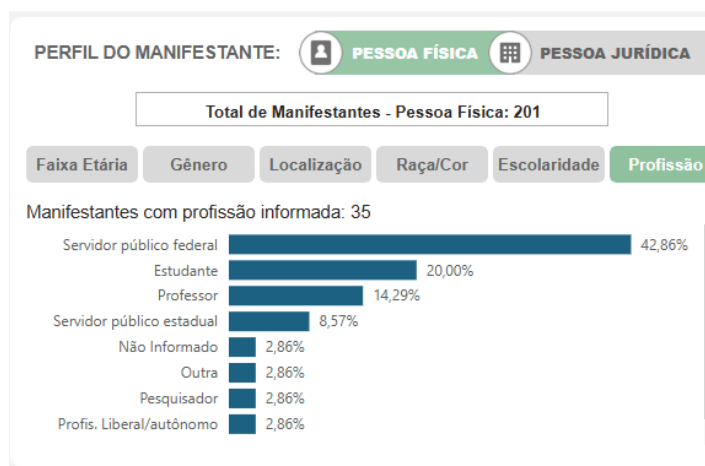 PERFIL DO MANIFESTANTE: PESSOA FÍSICA PESSOA JURÍDICA
Total de Manifestantes - Pessoa Física: 201
Faixa Etária Gênero Localização Raça/Cor Escolaridade Profissão
Manifestantes com profissão informada: 35
Servidor público federal 42,86%
Estudante 20,00%
Professor 14,29%
Servidor público estadual 8,57%
Não Informado 2,86%
Outra 2,86%
Pesquisador 2,86%
Profis. Liberal/autônomo 2,86%